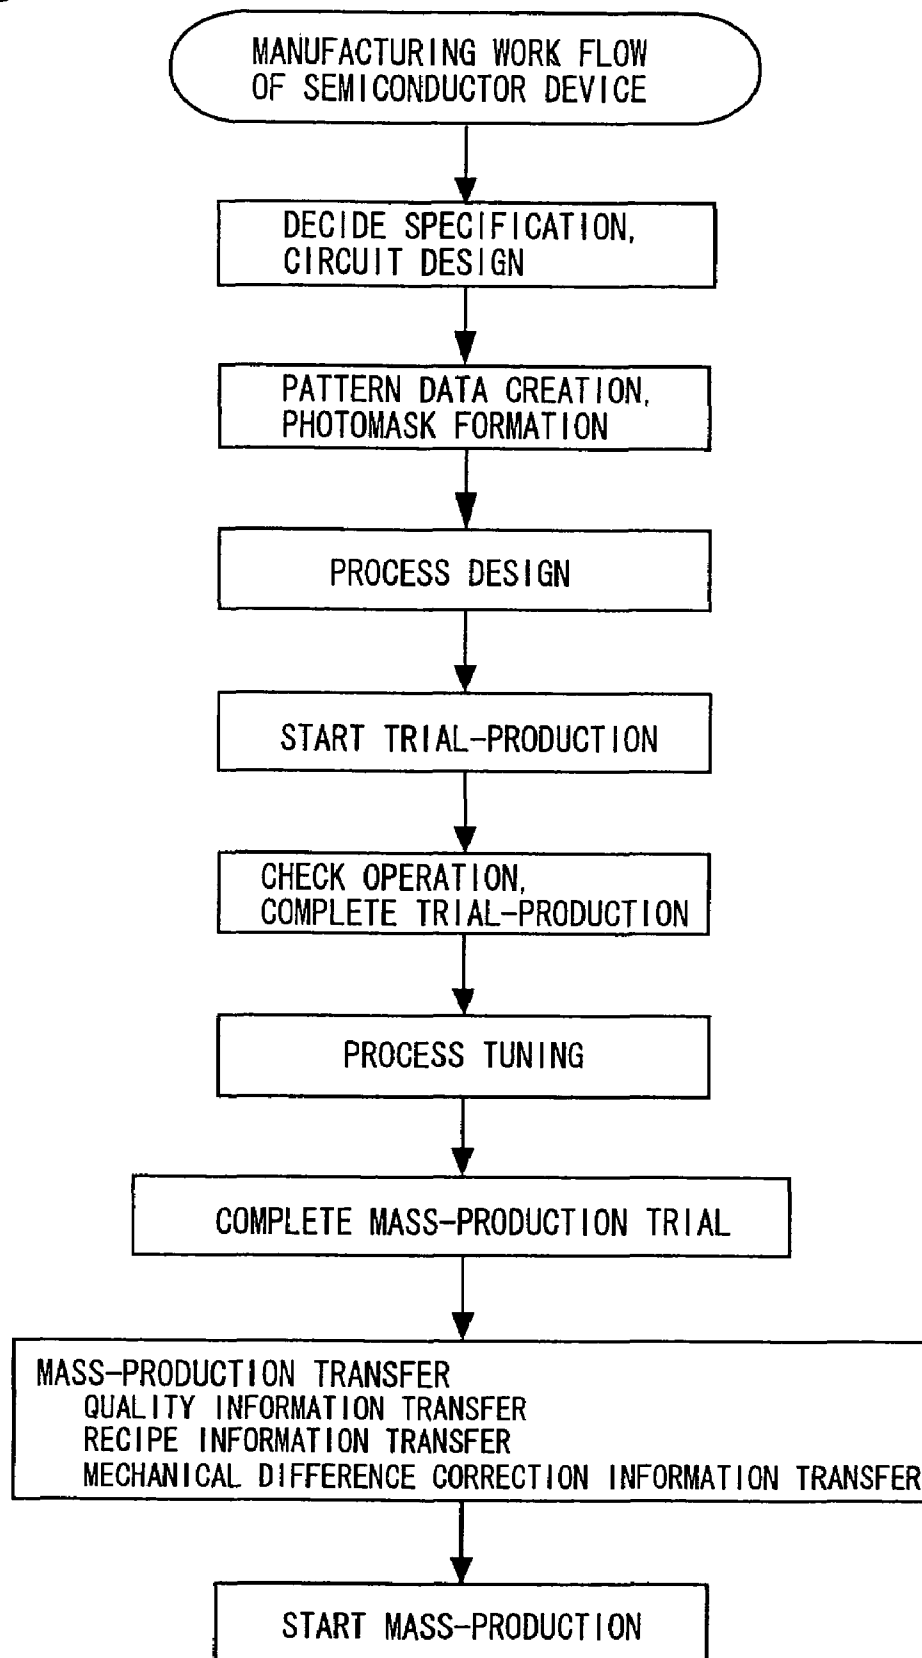 MANUFACTURING WORK FLOW
OF SEMICONDUCTOR DEVICE
DECIDE SPECIFICATION,
CIRCUIT DESIGN
PATTERN DATA CREATION,
PHOTOMASK FORMATION
PROCESS DESIGN
START TRIAL-PRODUCTION
CHECK OPERATION,
COMPLETE TRIAL-PRODUCTION
PROCESS TUNING
COMPLETE MASS-PRODUCTION TRIAL
MASS-PRODUCTION TRANSFER
QUALITY INFORMATION TRANSFER
RECIPE INFORMATION TRANSFER
MECHANICAL DIFFERENCE CORRECTION INFORMATION TRANSFER
START MASS-PRODUCTION